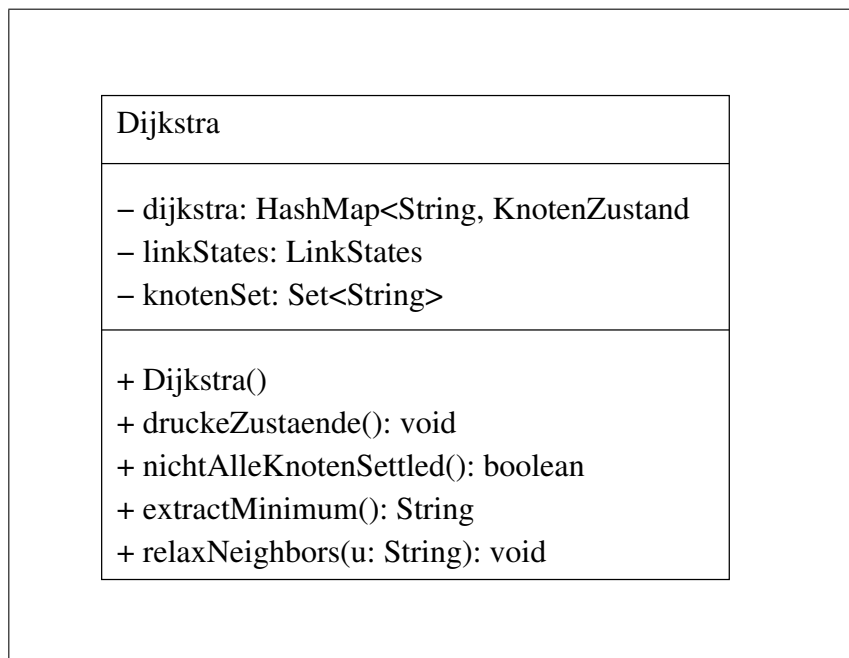 Dijkstra
− dijkstra: HashMap<String, KnotenZustand
− linkStates: LinkStates
− knotenSet: Set<String>
+ Dijkstra()
+ druckeZustaende(): void
+ nichtAlleKnotenSettled(): boolean
+ extractMinimum(): String
+ relaxNeighbors(u: String): void